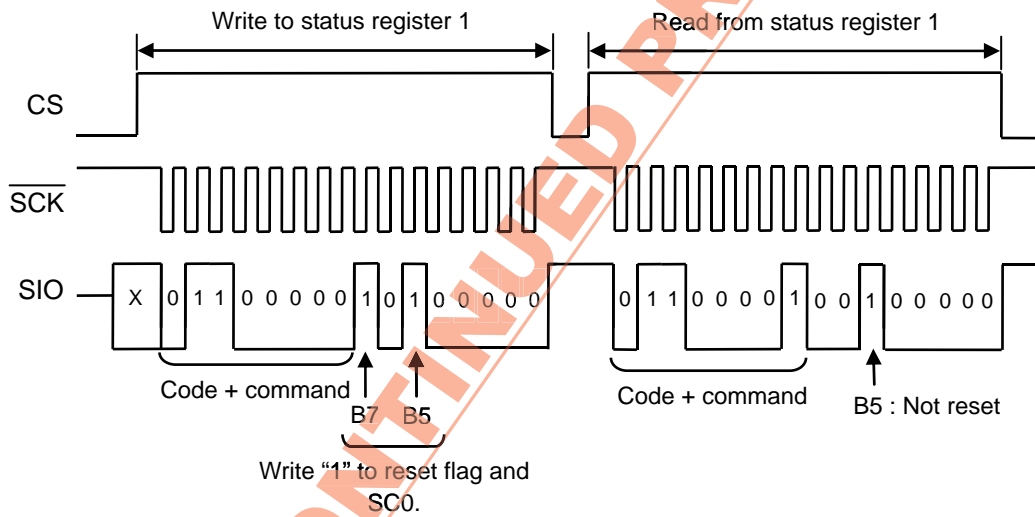 Write to status register 1
Read from status register 1
CS
SCK
SIO
X 0 1 1 0 0 0 0 0 1 0 1 0 0 0 0 0
0 1 1 0 0 0 0 1 0 0 1 0 0 0 0 0
Code + command
B7 B5
Code + command
B5 : Not reset
Write “1” to reset flag and
SC0.
ONTINUED PR